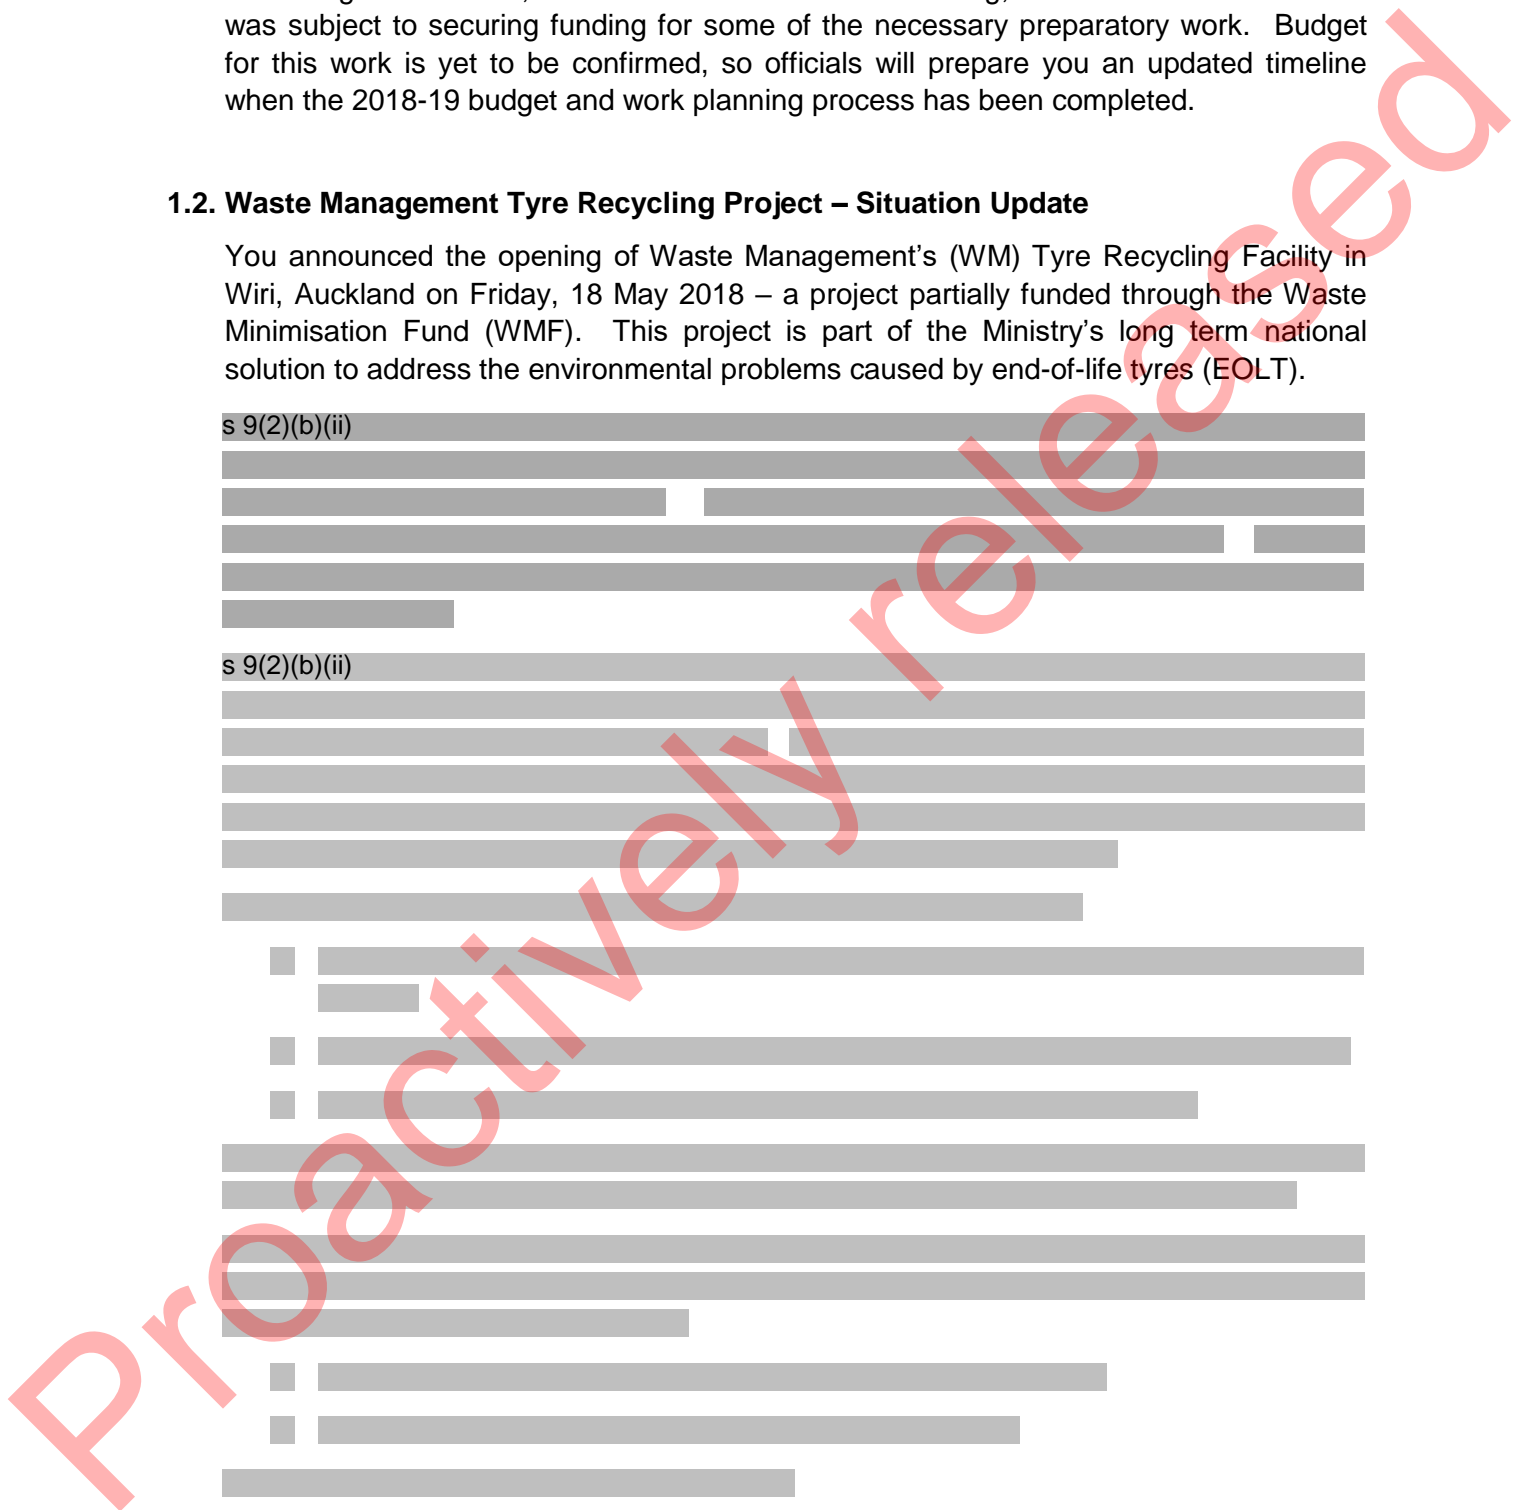 was subject to securing funding for some of the necessary preparatory work. Budget
for this work is yet to be confirmed, so officials will prepare you an updated timeline
when the 2018-19 budget and work planning process has been completed.
1.2. Waste Management Tyre Recycling Project – Situation Update
You announced the opening of Waste Management's (WM) Tyre Recycling Facility in
Wiri, Auckland on Friday, 18 May 2018 – a project partially funded through the Waste
Minimisation Fund (WMF). This project is part of the Ministry's long term national
solution to address the environmental problems caused by end-of-life tyres (EOLT).
s 9(2)(b)(ii)
s 9(2)(b)(ii)
Proactively released